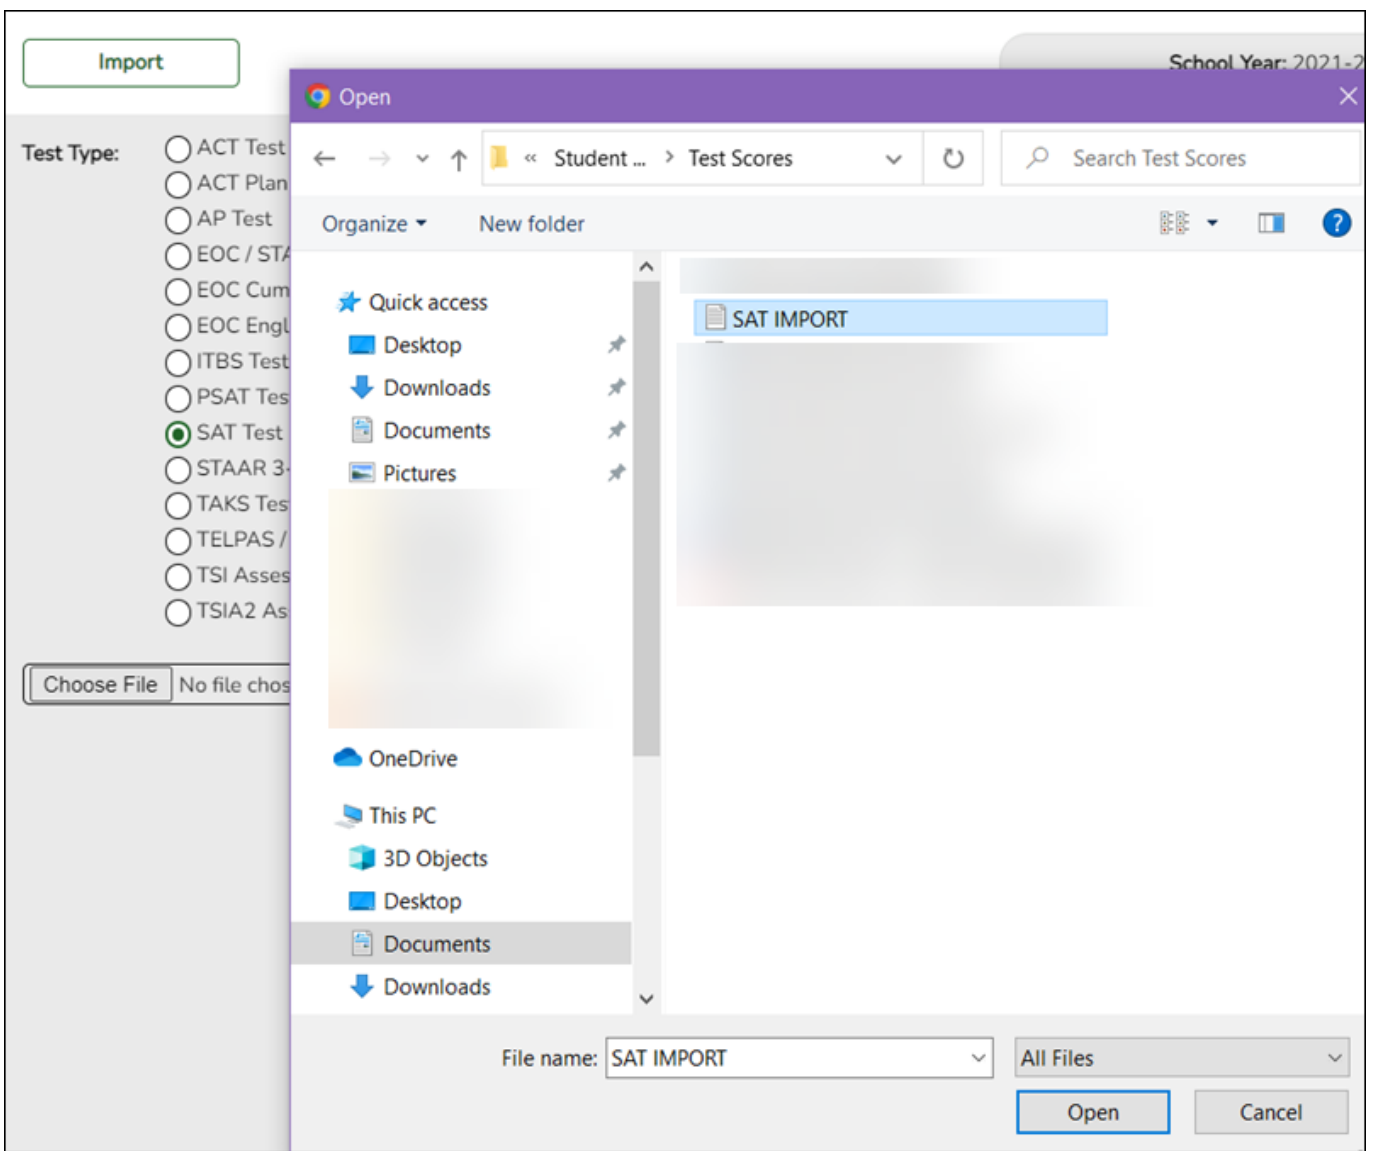 Import
School Year: 2021-2
Open
Test Type:
ACT Test
ACT Plan
AP Test
EOC / STA
EOC Cum
EOC Engl
ITBS Test
PSAT Tes
SAT Test
STAAR 3-
TAKS Tes
TELPAS /
TSI Asses
TSIA2 As
Choose File No file chos
« Student ... > Test Scores
Search Test Scores
Organize
New folder
?
Quick access
Desktop
Downloads
Documents
Pictures
OneDrive
This PC
3D Objects
Desktop
Documents
Downloads
SAT IMPORT
File name: SAT IMPORT
All Files
Open
Cancel